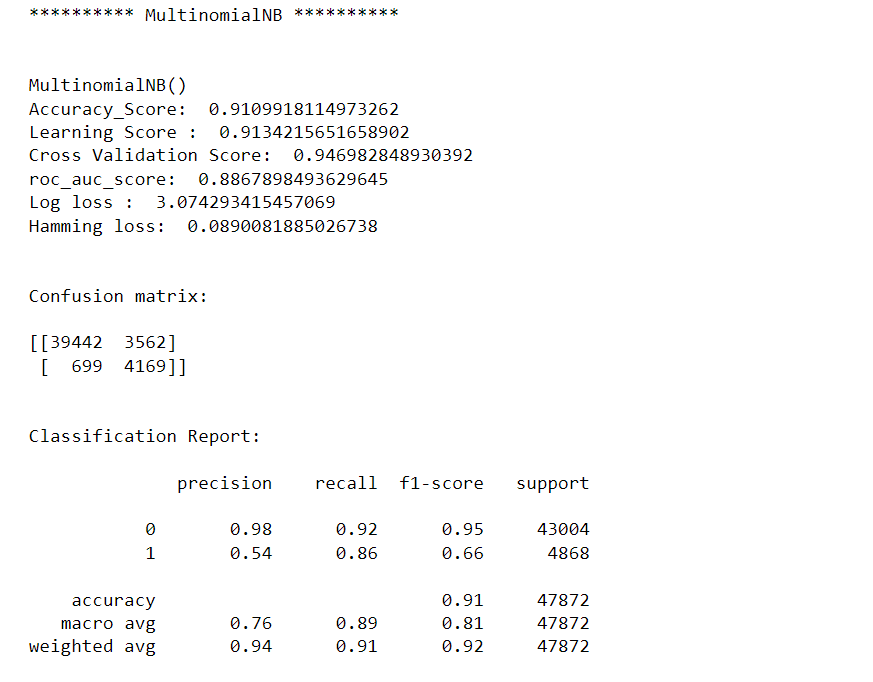 ********** MultinomialNB **********
MultinomialNB()
Accuracy_Score:  0.9109918114973262
Learning Score :  0.9134215651658902
Cross Validation Score:  0.946982848930392
roc_auc_score:  0.8867898493629645
Log loss :  3.074293415457069
Hamming loss:  0.0890081885026738
Confusion matrix:
[[39442  3562]
 [  699  4169]]
Classification Report:
              precision    recall  f1-score   support
           0       0.98      0.92      0.95     43004
           1       0.54      0.86      0.66      4868
    accuracy                           0.91     47872
   macro avg       0.76      0.89      0.81     47872
weighted avg       0.94      0.91      0.92     47872